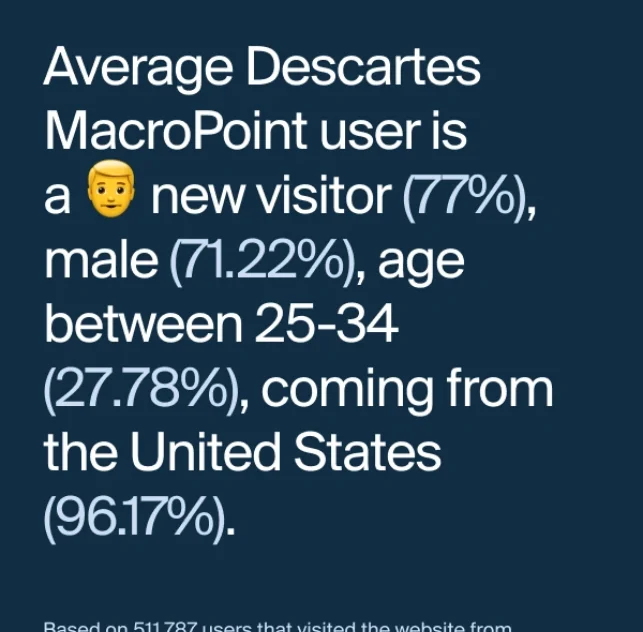 Average Descartes
MacroPoint user is
a 👨 new visitor (77%),
male (71.22%), age
between 25-34
(27.78%), coming from
the United States
(96.17%).
Based on 511,787 users that visited the website from